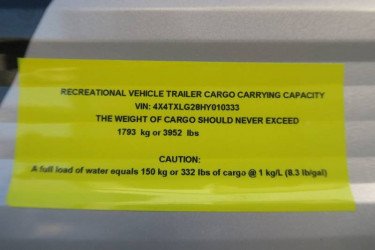 RECREATIONAL VEHICLE TRAILER CARGO CARRYING CAPACITY
VIN: 4X4TXLG28HY010333
THE WEIGHT OF CARGO SHOULD NEVER EXCEED
1793 kg or 3952 lbs
CAUTION:
A full load of water equals 150 kg or 332 lbs of cargo @ 1 kg/L (8.3 lb/gal)